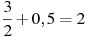 3/2 + 0,5 = 2